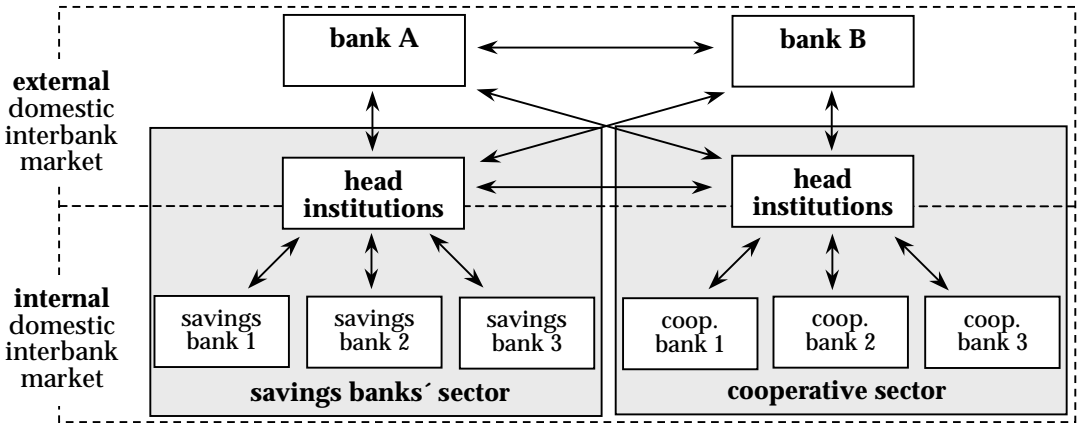 bank A
bank B
external
domestic
interbank
market
head
institutions
head
institutions
internal
domestic
interbank
market
savings
bank 1
savings
bank 2
savings
bank 3
coop.
bank 1
coop.
bank 2
coop.
bank 3
savings banks´ sector
cooperative sector